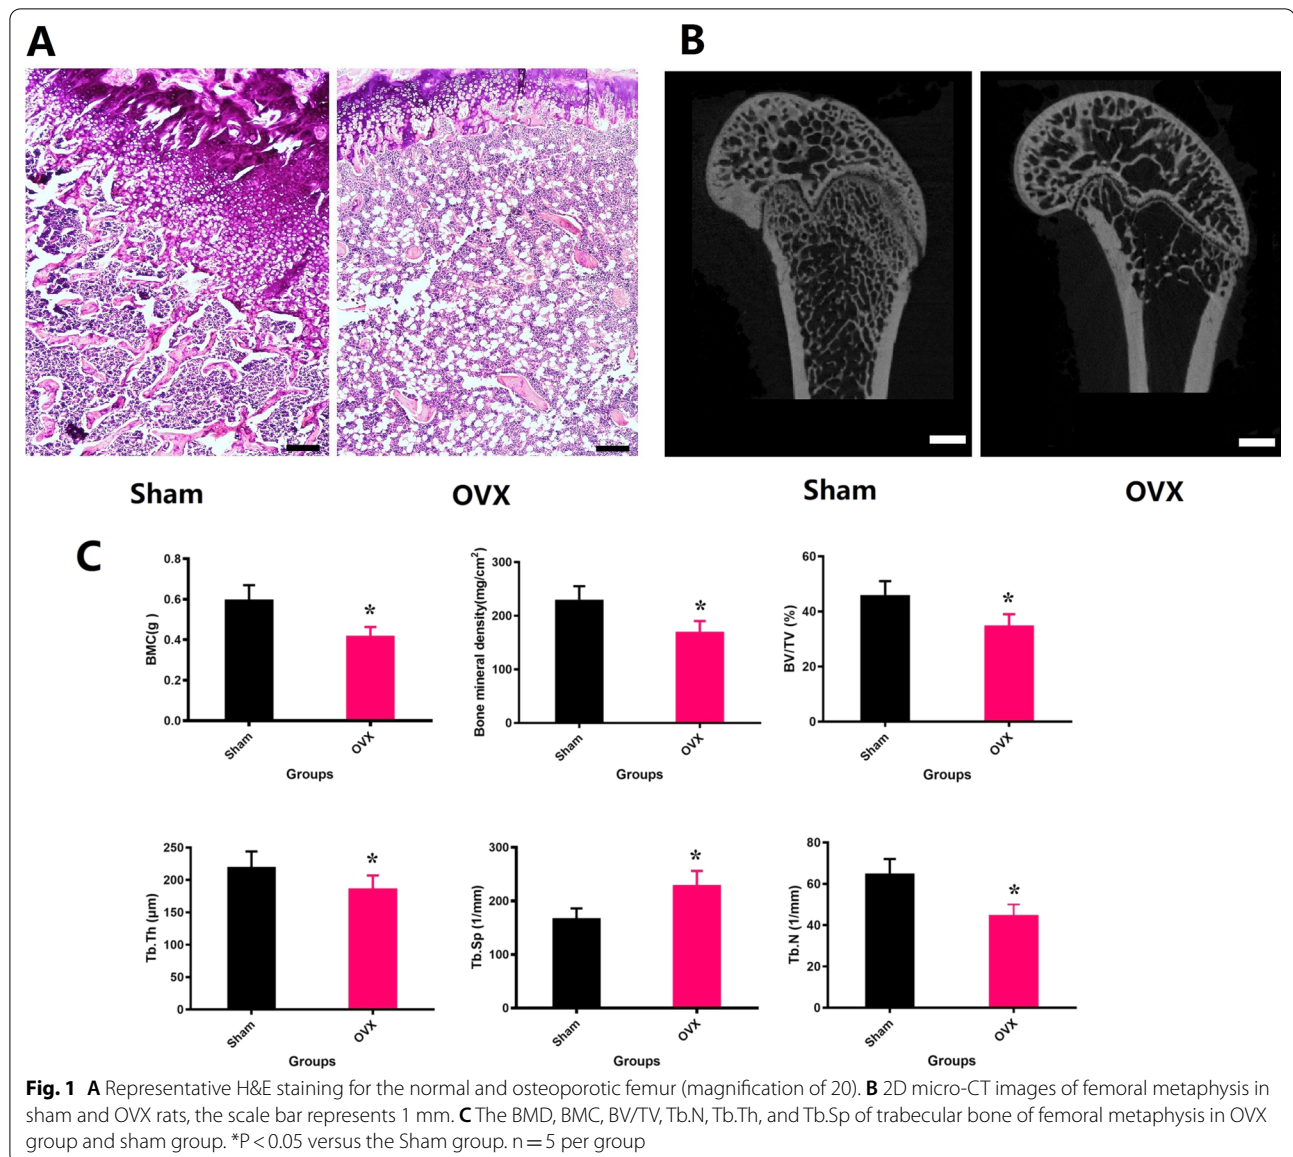 A
B
Sham
OVX
Sham
OVX
C
BMC(g )
0.8
0.6
0.4
0.2
0.0
Sham
OVX
*
Groups
Bone mineral density(mg/cm²)
300
200
100
0
Sham
OVX
*
Groups
BV/TV (%)
60
40
20
0
Sham
OVX
*
Groups
Tb.Th (µm)
250
200
150
100
50
0
Sham
OVX
*
Groups
Tb.Sp (1/mm)
300
200
100
0
Sham
OVX
*
Groups
Tb.N (1/mm)
80
60
40
20
0
Sham
OVX
*
Groups
Fig. 1 A Representative H&E staining for the normal and osteoporotic femur (magnification of 20). B 2D micro-CT images of femoral metaphysis in
sham and OVX rats, the scale bar represents 1 mm. C The BMD, BMC, BV/TV, Tb.N, Tb.Th, and Tb.Sp of trabecular bone of femoral metaphysis in OVX
group and sham group. *P < 0.05 versus the Sham group. n = 5 per group